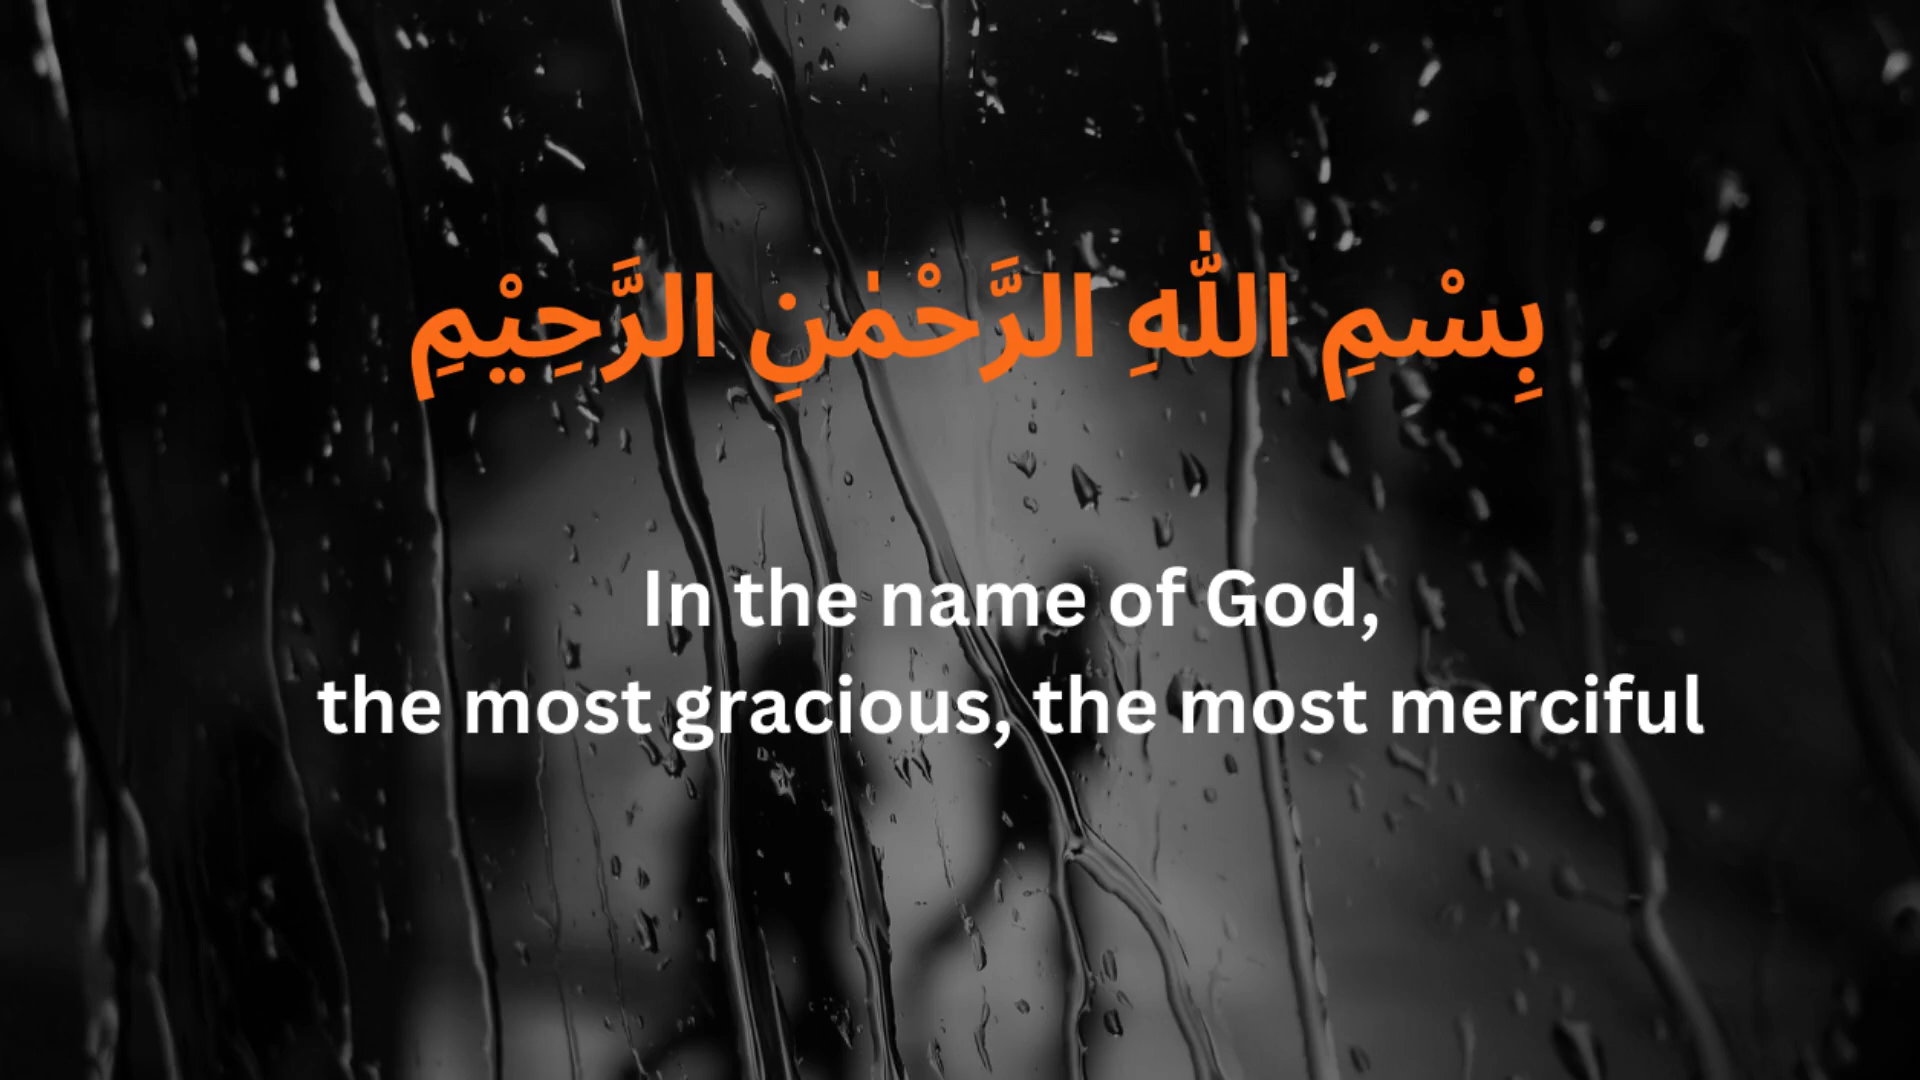 بِسْمِ اللّٰهِ الرَّحْمٰنِ الرَّحِيْمِ
In the name of God,
the most gracious, the most merciful